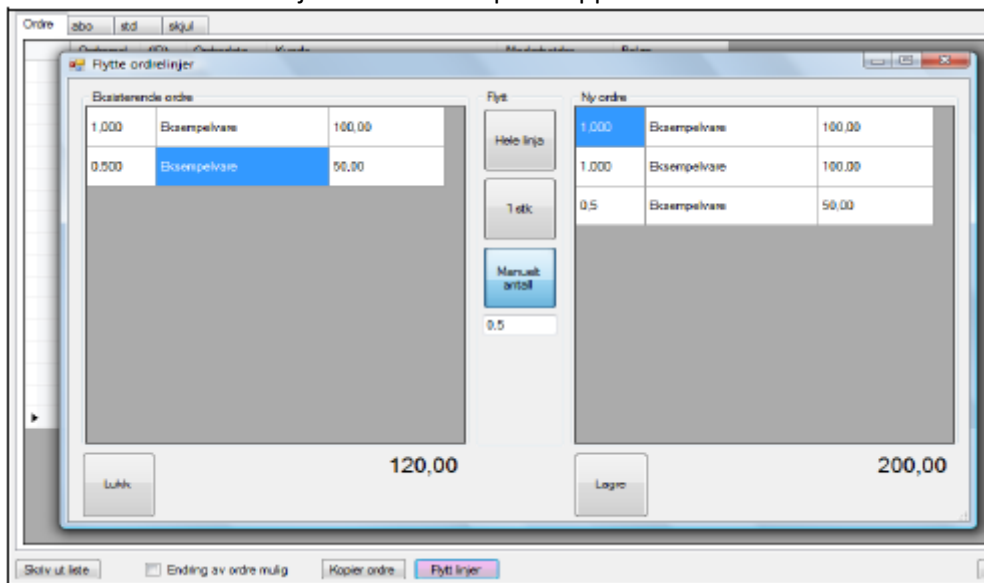 Ordre abo std skjul
Flytte ordrelinjer
Eksisterende ordre
1,000 Eksempelvare 100,00
0.500 Eksempelvare 50.00
Flytt
Hele linja
1 stk
Manuelt
antall
0.5
Ny ordre
1,000 Eksempelvare 100,00
1.000 Eksempelvare 100.00
0,5 Eksempelvare 50,00
120,00
200,00
Lukk
Lagre
Skriv ut liste Endring av ordre mulig Kopier ordre Flytt linjer